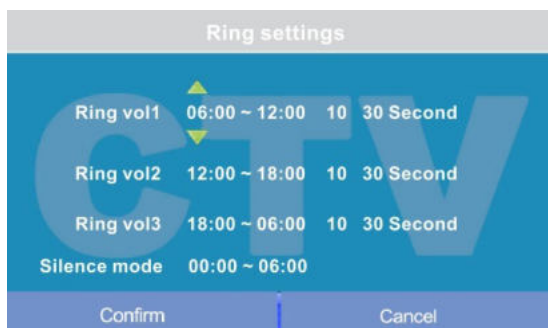 Ring settings
CTV
Ring vol1 06:00 ~ 12:00 10 30 Second
Ring vol2 12:00 ~ 18:00 10 30 Second
Ring vol3 18:00 ~ 06:00 10 30 Second
Silence mode 00:00 ~ 06:00
Confirm Cancel